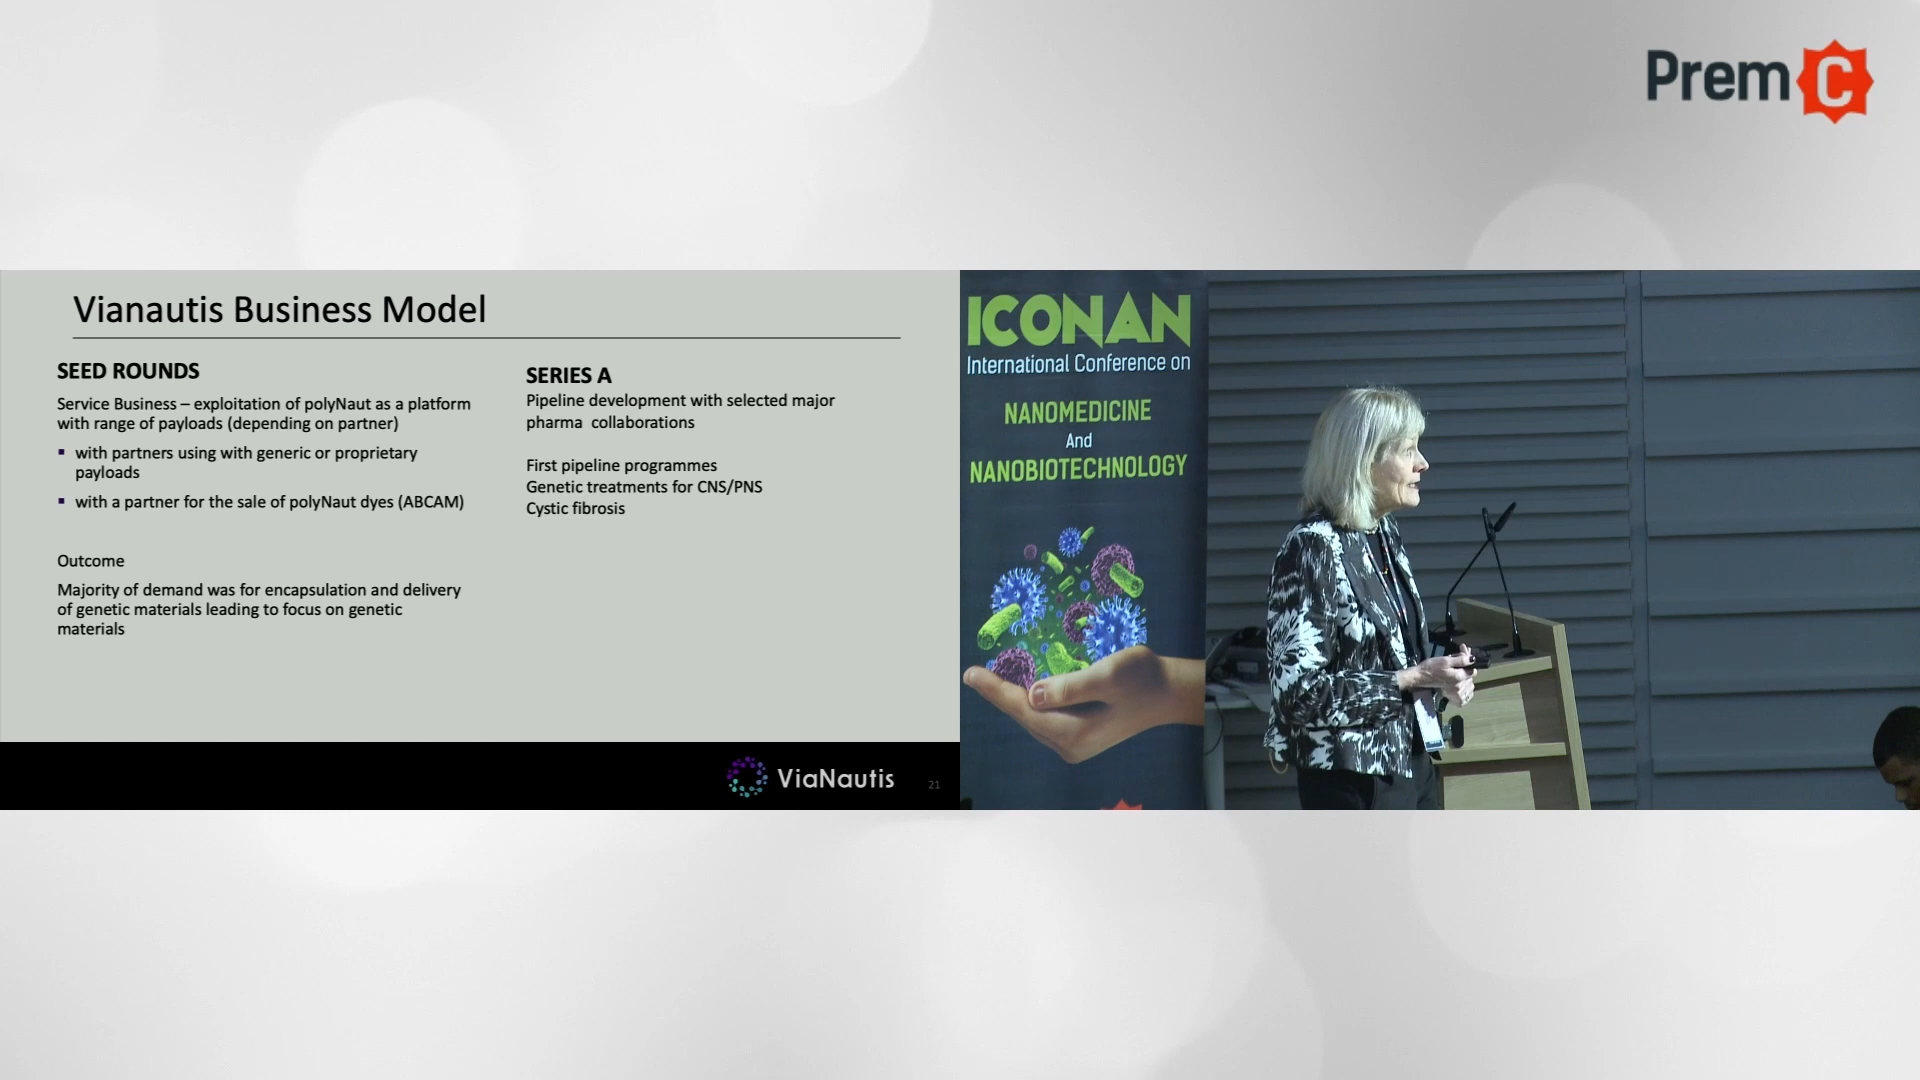 Prem C
Vianautis Business Model
SEED ROUNDS
Service Business – exploitation of polyNaut as a platform
with range of payloads (depending on partner)
▪ with partners using with generic or proprietary
payloads
▪ with a partner for the sale of polyNaut dyes (ABCAM)
Outcome
Majority of demand was for encapsulation and delivery
of genetic materials leading to focus on genetic
materials
SERIES A
Pipeline development with selected major
pharma collaborations
First pipeline programmes
Genetic treatments for CNS/PNS
Cystic fibrosis
ViaNautis
21
ICONAN
International Conference on
NANOMEDICINE
And
NANOBIOTECHNOLOGY